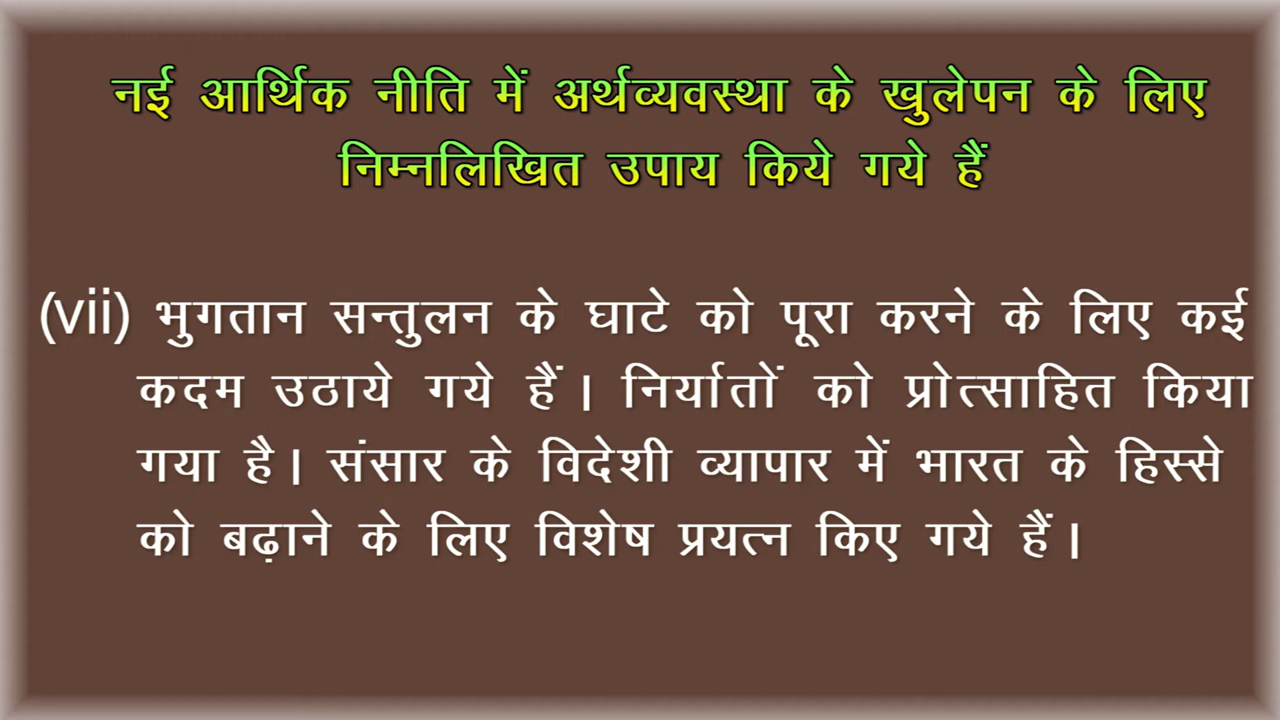 नई आर्थिक नीति में अर्थव्यवस्था के खुलेपन के लिए
निम्नलिखित उपाय किये गये हैं
(vii) भुगतान सन्तुलन के घाटे को पूरा करने के लिए कई
कदम उठाये गये हैं। निर्यातों को प्रोत्साहित किया
गया है। संसार के विदेशी व्यापार में भारत के हिस्से
को बढ़ाने के लिए विशेष प्रयत्न किए गये हैं।